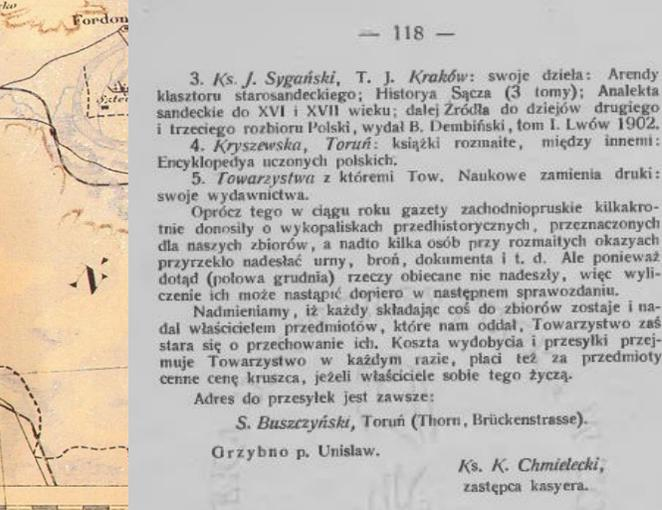 Fordon
— 118 —
3. Ks. J. Sygański, T. J. Kraków: swoje dzieła: Arendy
klasztoru starosandeckiego; Historya Sącza (3 tomy); Analekta
sandeckie do XVI i XVII wieku; dalej Źródła do dziejów drugiego
i trzeciego rozbioru Polski, wydał B. Dembiński, tom I. Lwów 1902.
4. Kryszewska, Toruń: książki rozmaite, między innemi:
Encyklopedya uczonych polskich.
5. Towarzystwa z któremi Tow. Naukowe zamienia druki:
swoje wydawnictwa.
Oprócz tego w ciągu roku gazety zachodniopruskie kilkakro-
tnie donosiły o wykopaliskach przedhistorycznych, przeznaczonych
dla naszych zbiorów, a nadto kilka osób przy rozmaitych okazyach
przyrzekło nadesłać urny, broń, dokumenta i t. d. Ale ponieważ
dotąd (połowa grudnia) rzeczy obiecane nie nadeszły, więc wyli-
czenie ich może nastąpić dopiero w następnem sprawozdaniu.
Nadmieniamy, iż każdy składając coś do zbiorów zostaje i na-
dal właścicielem przedmiotów, które nam oddał, Towarzystwo zaś
stara się o przechowanie ich. Koszta wydobycia i przesyłki przej-
muje Towarzystwo w każdym razie, płaci też za przedmioty
cenne cenę kruszca, jeżeli właściciele sobie tego życzą.
Adres do przesyłek jest zawsze:
S. Buszczyński, Toruń (Thorn, Brückenstrasse).
Grzybno p. Unislaw.
Ks. K. Chmielecki,
zastępca kasyera.